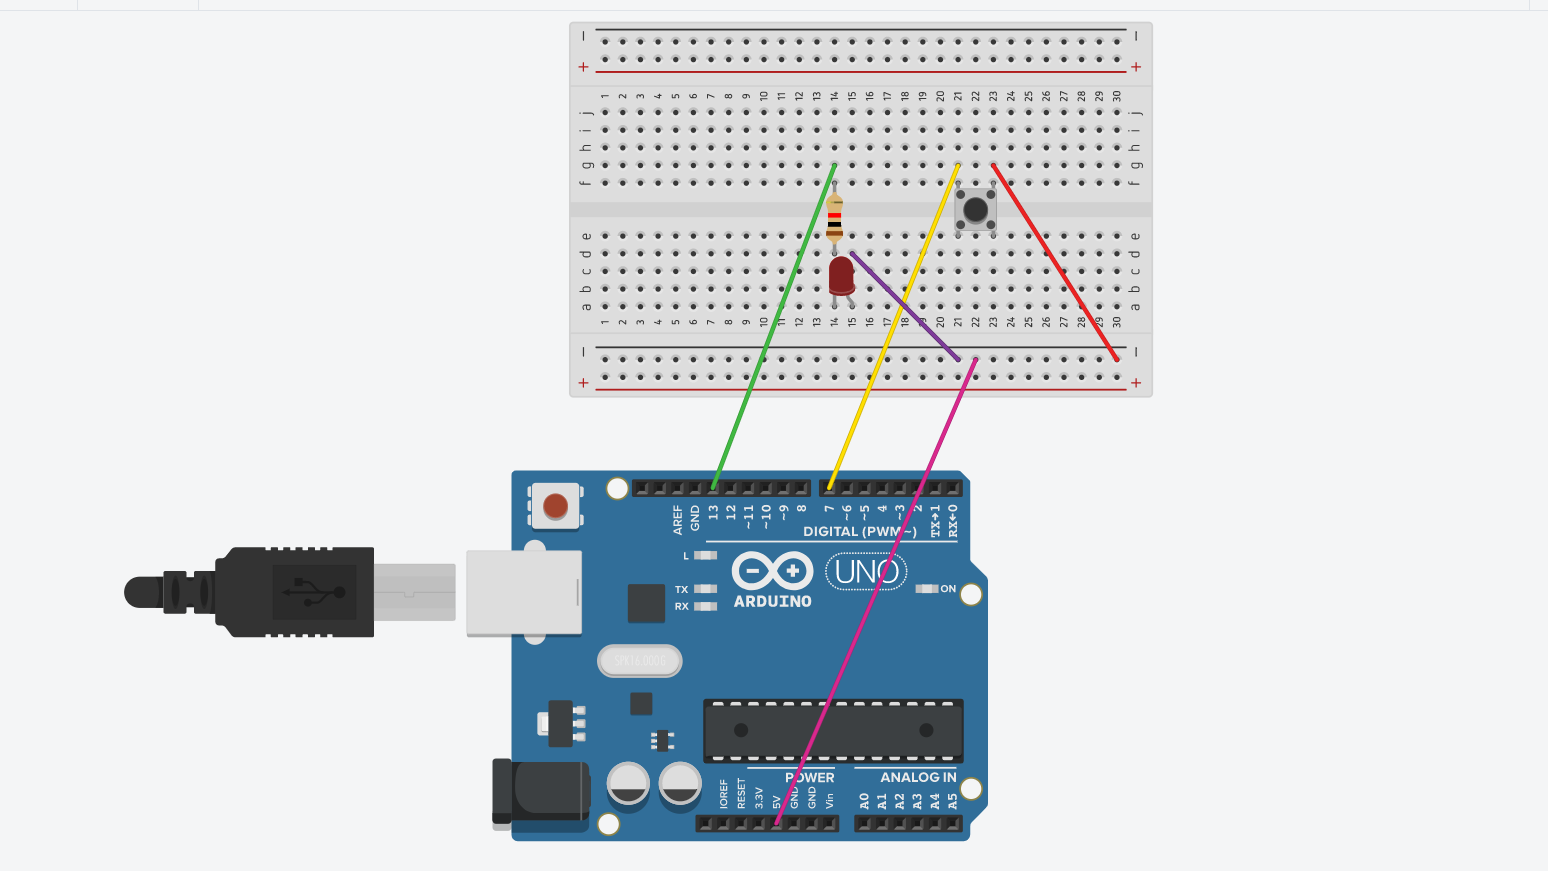 − −
+ +
1 2 3 4 5 6 7 8 9 10 11 12 13 14 15 16 17 18 19 20 21 22 23 24 25 26 27 28 29 30
j j
i i
h h
g g
f f
e e
d d
c c
b b
a a
1 2 3 4 5 6 7 8 9 10 11 12 13 14 15 16 17 18 19 20 21 22 23 24 25 26 27 28 29 30
− −
+ +
AREF GND 13 12 ~11 ~10 ~9 8 7 ~6 ~5 4 ~3 2 TX→1 RX←0
DIGITAL (PWM~)
L
TX
RX
UNO
ON
ARDUINO
SPK16.000G
POWER ANALOG IN
IOREF RESET 3.3V 5V GND GND Vin A0 A1 A2 A3 A4 A5